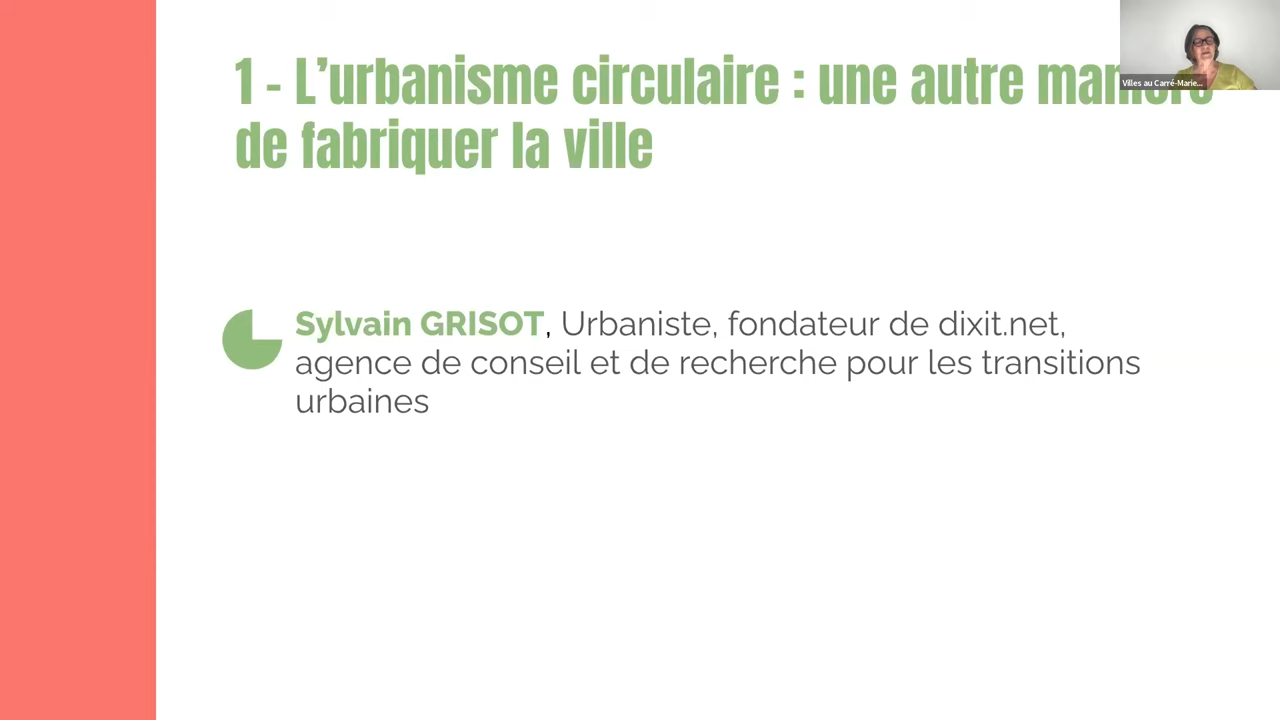 1 - L’urbanisme circulaire : une autre manière
de fabriquer la ville
Villes au Carré-Marie...
Sylvain GRISOT, Urbaniste, fondateur de dixit.net,
agence de conseil et de recherche pour les transitions
urbaines